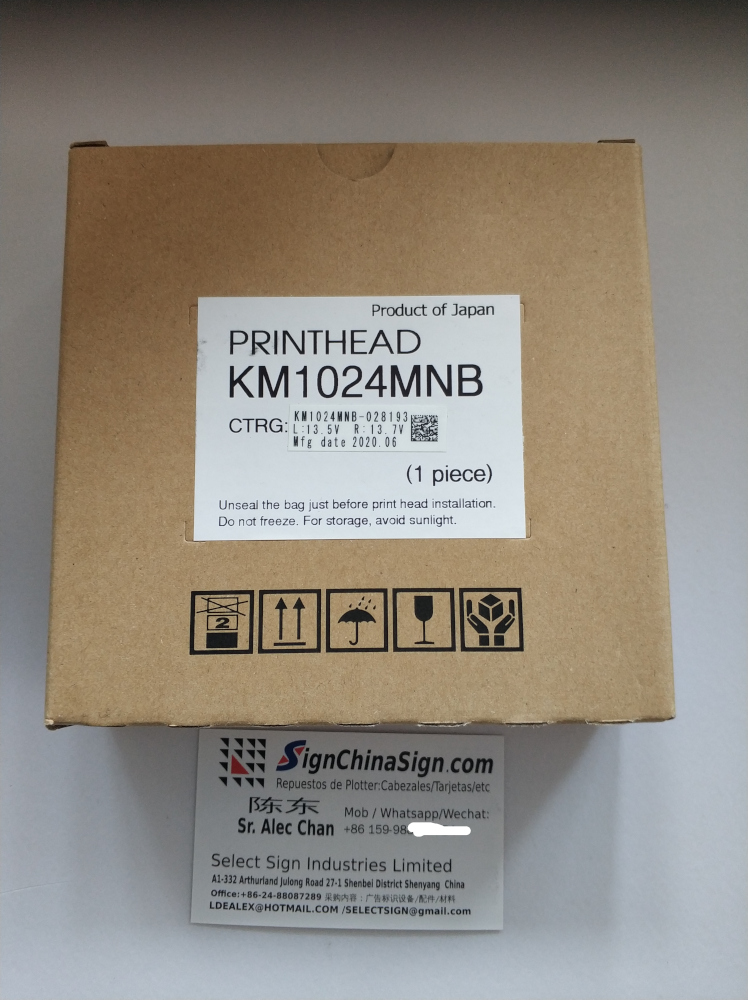 Product of Japan
PRINTHEAD
KM1024MNB
CTRG:
KM1024MNB-028193
L:13.5V R:13.7V
Mfg date 2020.06
(1 piece)
Unseal the bag just before print head installation.
Do not freeze. For storage, avoid sunlight.
2
SignChinaSign.com
Repuestos de Plotter:Cabezales/Tarjetas/etc
陈东
Sr. Alec Chan
Mob / Whatsapp/Wechat:
+86 159-98
Select Sign Industries Limited
A1-332 Arthurland Julong Road 27-1 Shenbei District Shenyang China
Office:+86-24-88087289 采购内容:广告标识设备/配件/材料
LDEALEX@HOTMAIL.COM /SELECTSIGN@gmail.com